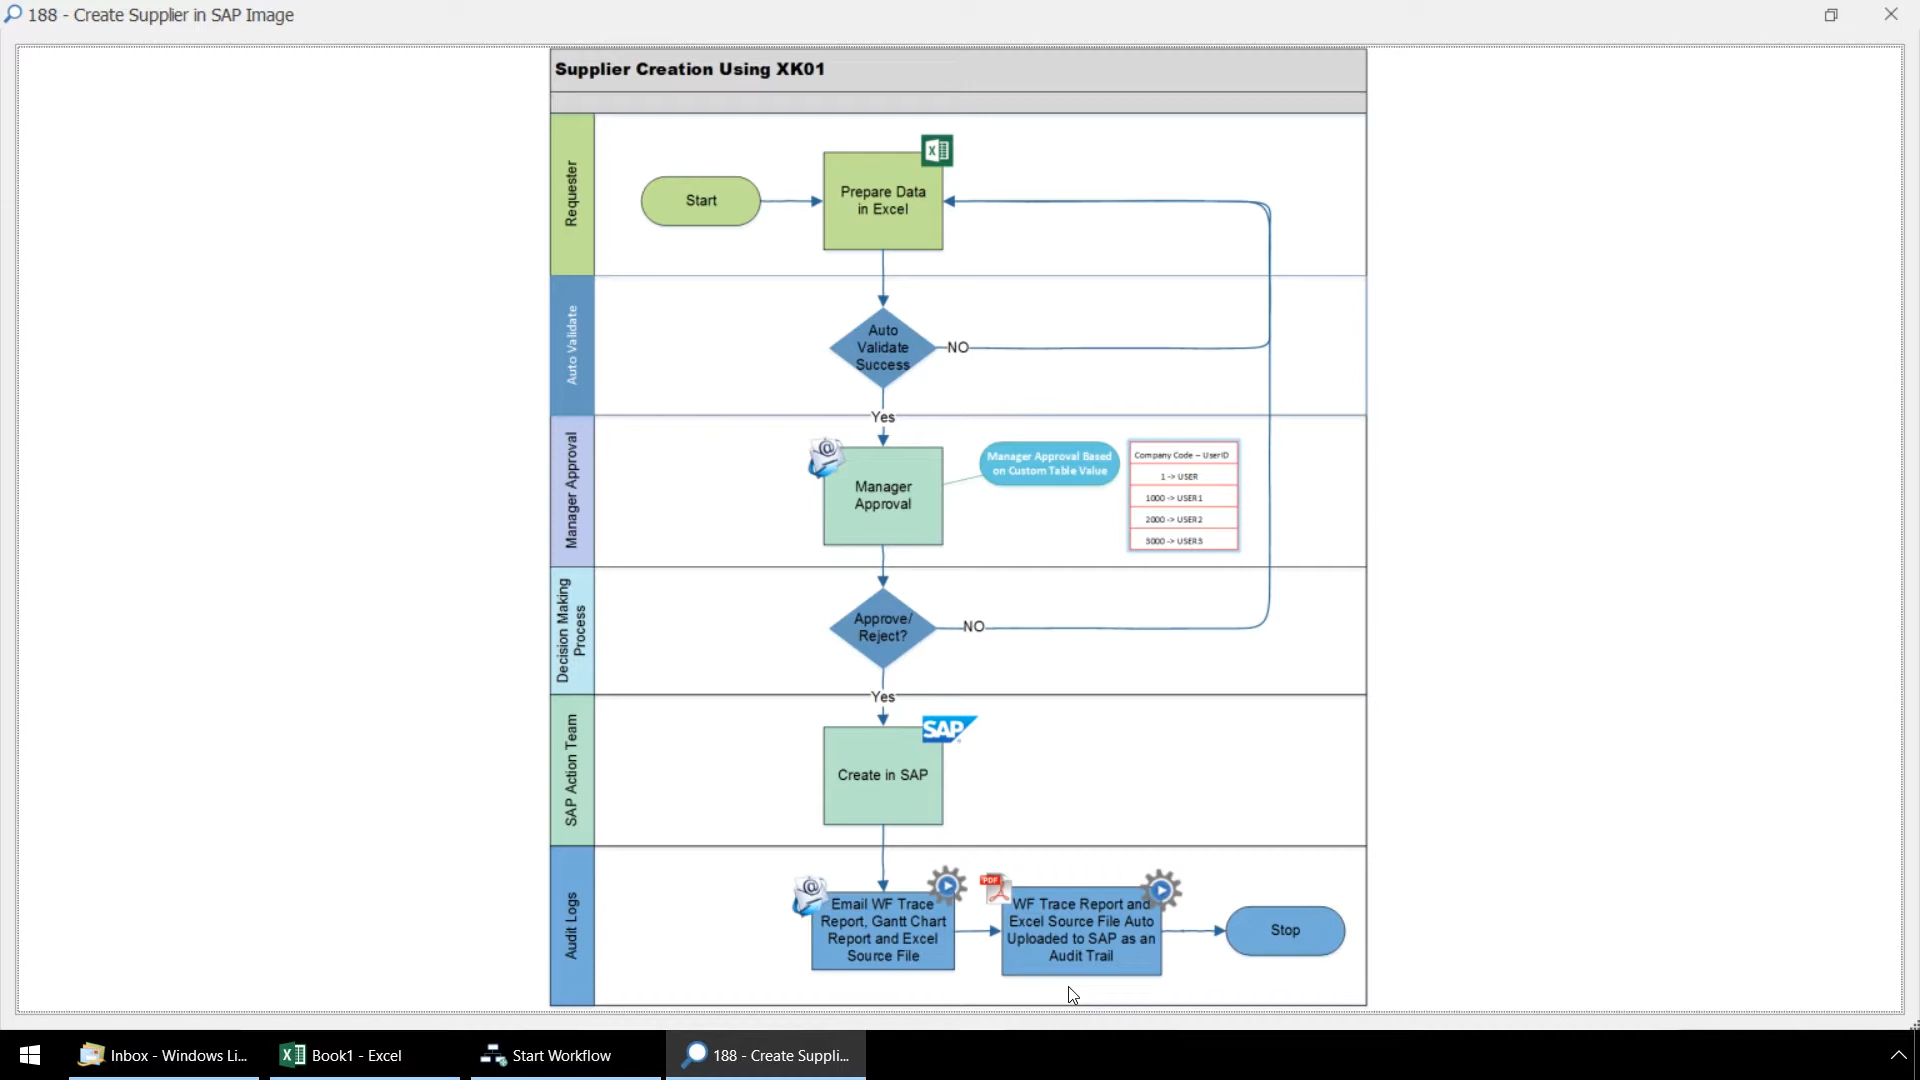 188 - Create Supplier in SAP Image
Supplier Creation Using XK01
Requester
Start
Prepare Data
in Excel
Auto Validate
Auto
Validate
Success
NO
Yes
Manager Approval
@
Manager
Approval
Manager Approval Based
on Custom Table Value
Company Code – UserID
1 -> USER
1000 -> USER1
2000 -> USER2
3000 -> USER3
Decision Making
Process
Approve/
Reject?
NO
Yes
SAP Action Team
SAP
Create in SAP
Audit Logs
@
Email WF Trace
Report, Gantt Chart
Report and Excel
Source File
PDF
WF Trace Report and
Excel Source File Auto
Uploaded to SAP as an
Audit Trail
Stop
Inbox - Windows Li...
Book1 - Excel
Start Workflow
188 - Create Suppli...